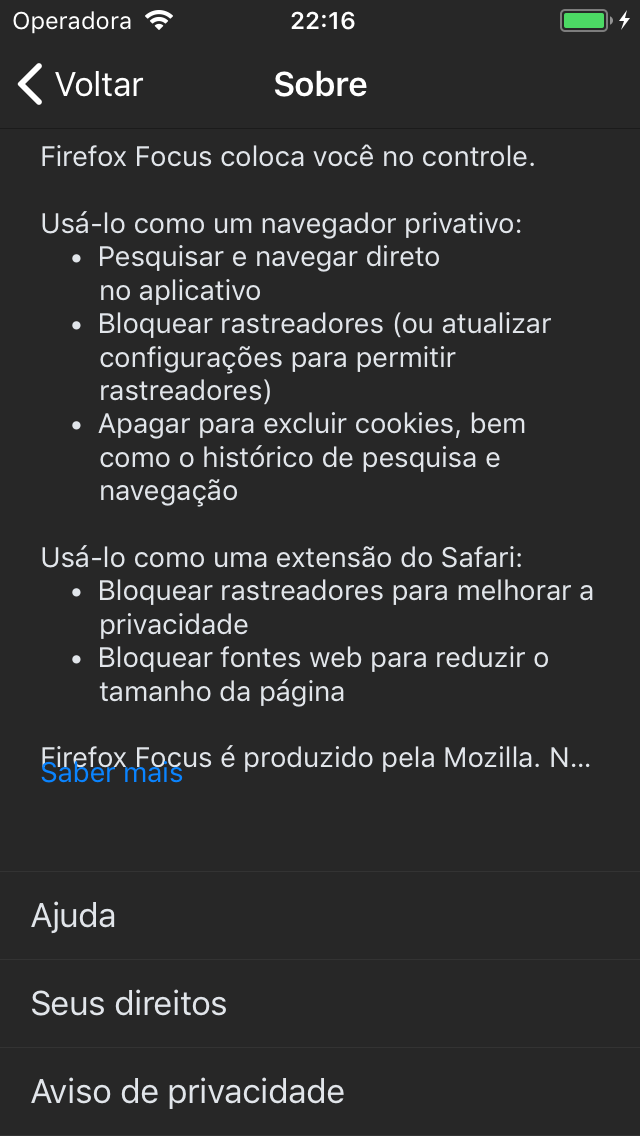 Operadora 22:16
Voltar Sobre
Firefox Focus coloca você no controle.
Usá-lo como um navegador privativo:
• Pesquisar e navegar direto
no aplicativo
• Bloquear rastreadores (ou atualizar
configurações para permitir
rastreadores)
• Apagar para excluir cookies, bem
como o histórico de pesquisa e
navegação
Usá-lo como uma extensão do Safari:
• Bloquear rastreadores para melhorar a
privacidade
• Bloquear fontes web para reduzir o
tamanho da página
Firefox Focus é produzido pela Mozilla. N...
Saber mais
Ajuda
Seus direitos
Aviso de privacidade